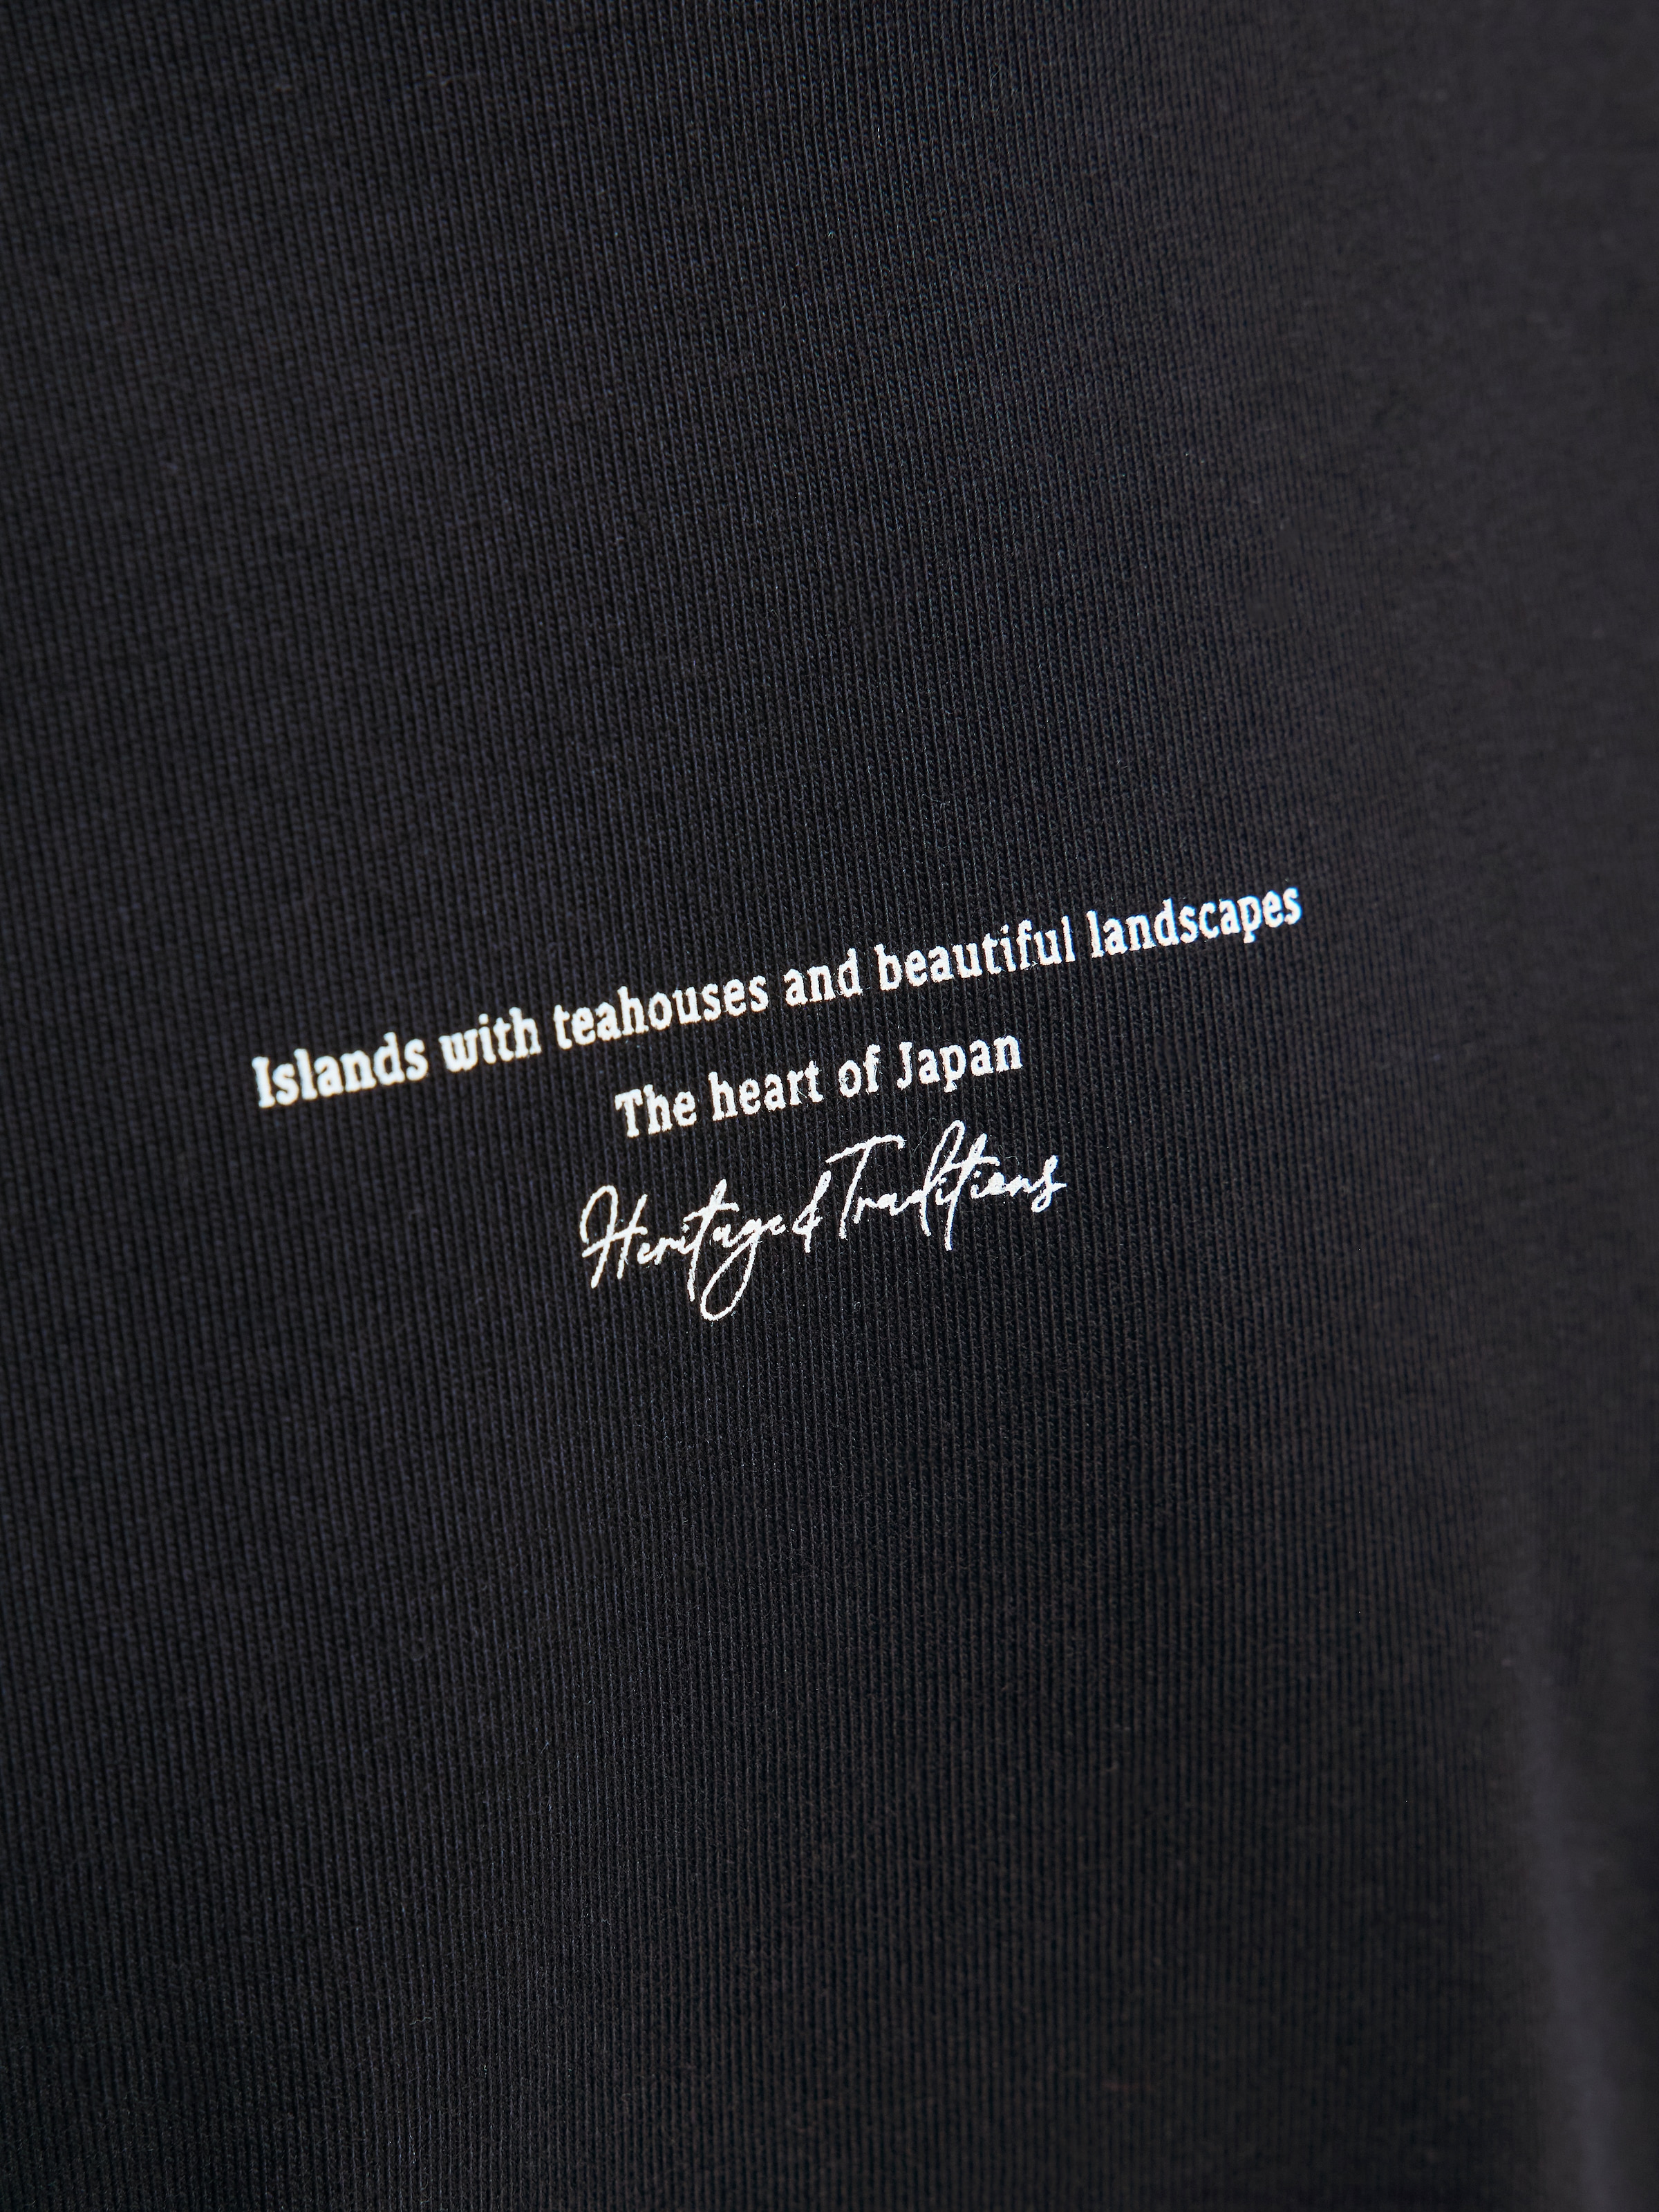 Islands with teahouses and beautiful landscapes
The heart of Japan
Heritage & Traditions